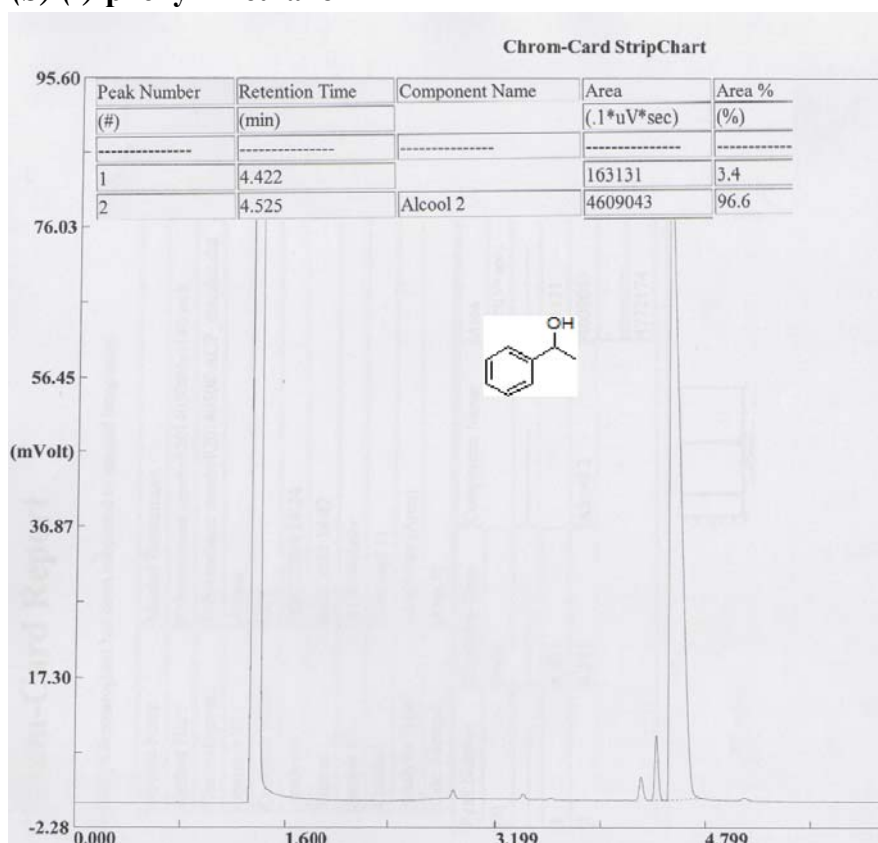 Chrom-Card StripChart
95.60
Peak Number Retention Time Component Name Area Area %
(#) (min) (.1*uV*sec) (%)
--------------- --------------- --------------- --------------- ------------
1 4.422 163131 3.4
2 4.525 Alcool 2 4609043 96.6
76.03
OH
56.45
(mVolt)
36.87
17.30
-2.28
0.000 1.600 3.199 4.799